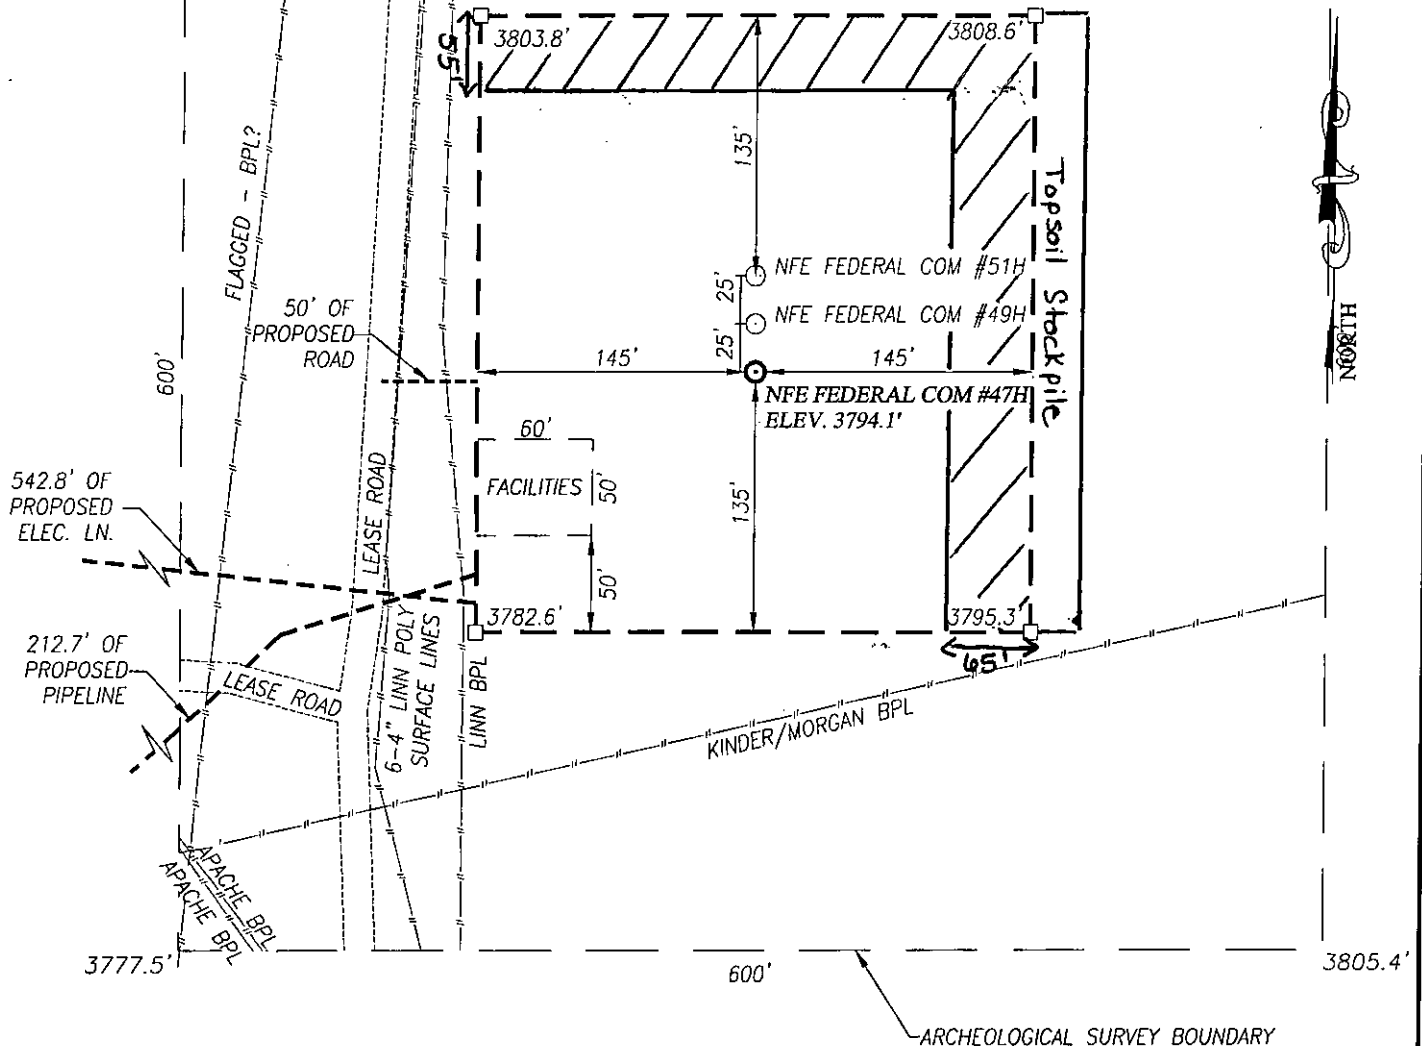 55'
3803.8'
3808.6'
FLAGGED - BPL?
135'
Topsoil Stockpile
NFE FEDERAL COM #51H
25'
NFE FEDERAL COM #49H
25'
50' OF
PROPOSED
ROAD
600'
145'
145'
NORTH
NFE FEDERAL COM #47H
ELEV. 3794.1'
60'
FACILITIES
50'
LEASE ROAD
135'
542.8' OF
PROPOSED
ELEC. LN.
50'
3782.6'
3795.3'
65'
212.7' OF
PROPOSED
PIPELINE
LEASE ROAD
6-4" LINN POLY
SURFACE LINES
LINN BPL
KINDER/MORGAN BPL
APACHE BPL
APACHE BPL
3777.5'
600'
3805.4'
ARCHEOLOGICAL SURVEY BOUNDARY